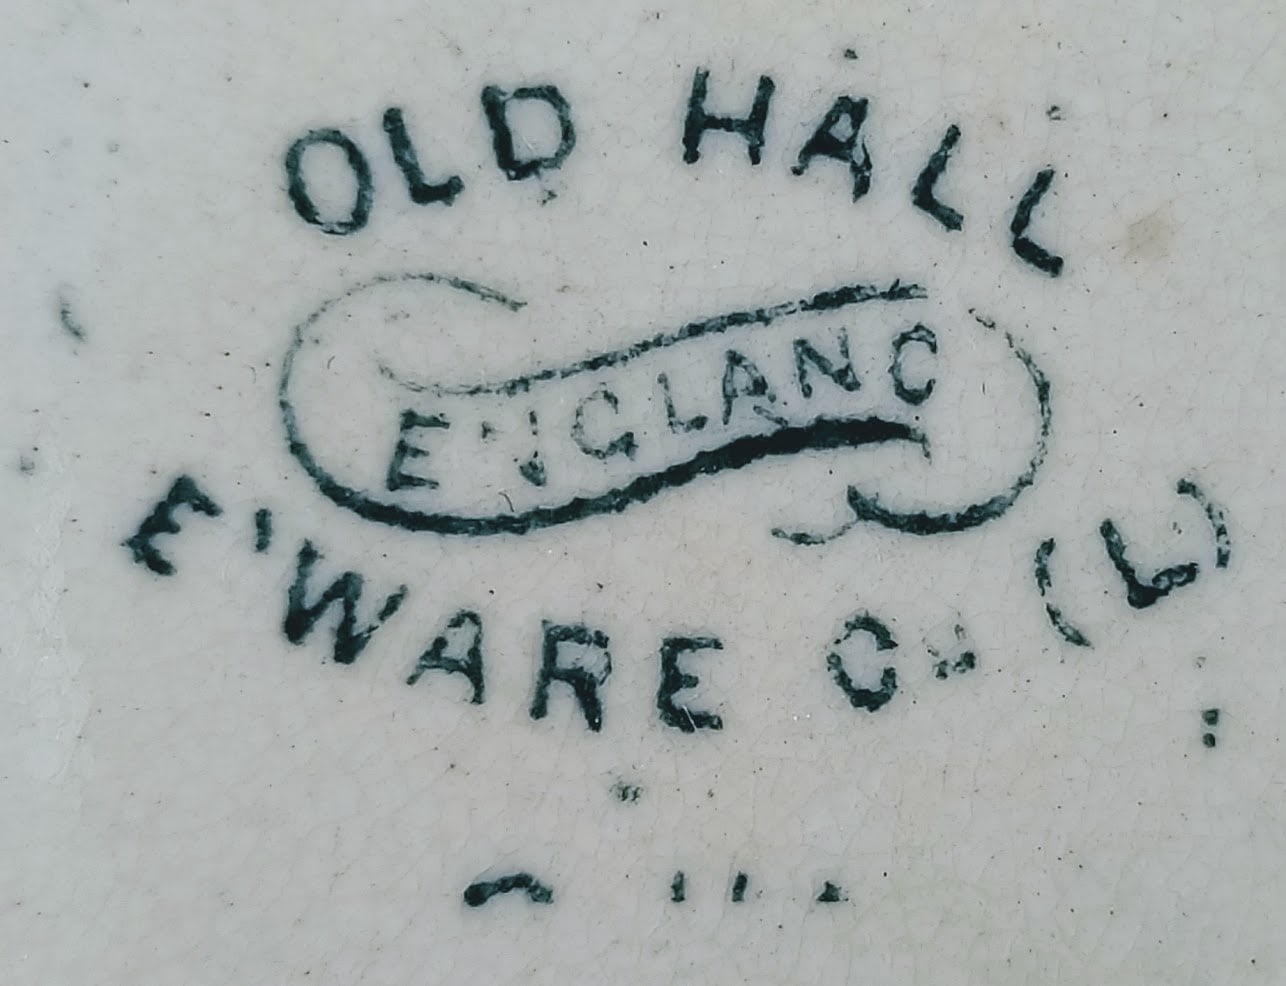 OLD HALL
ENGLAND
E'WARE Co (L)